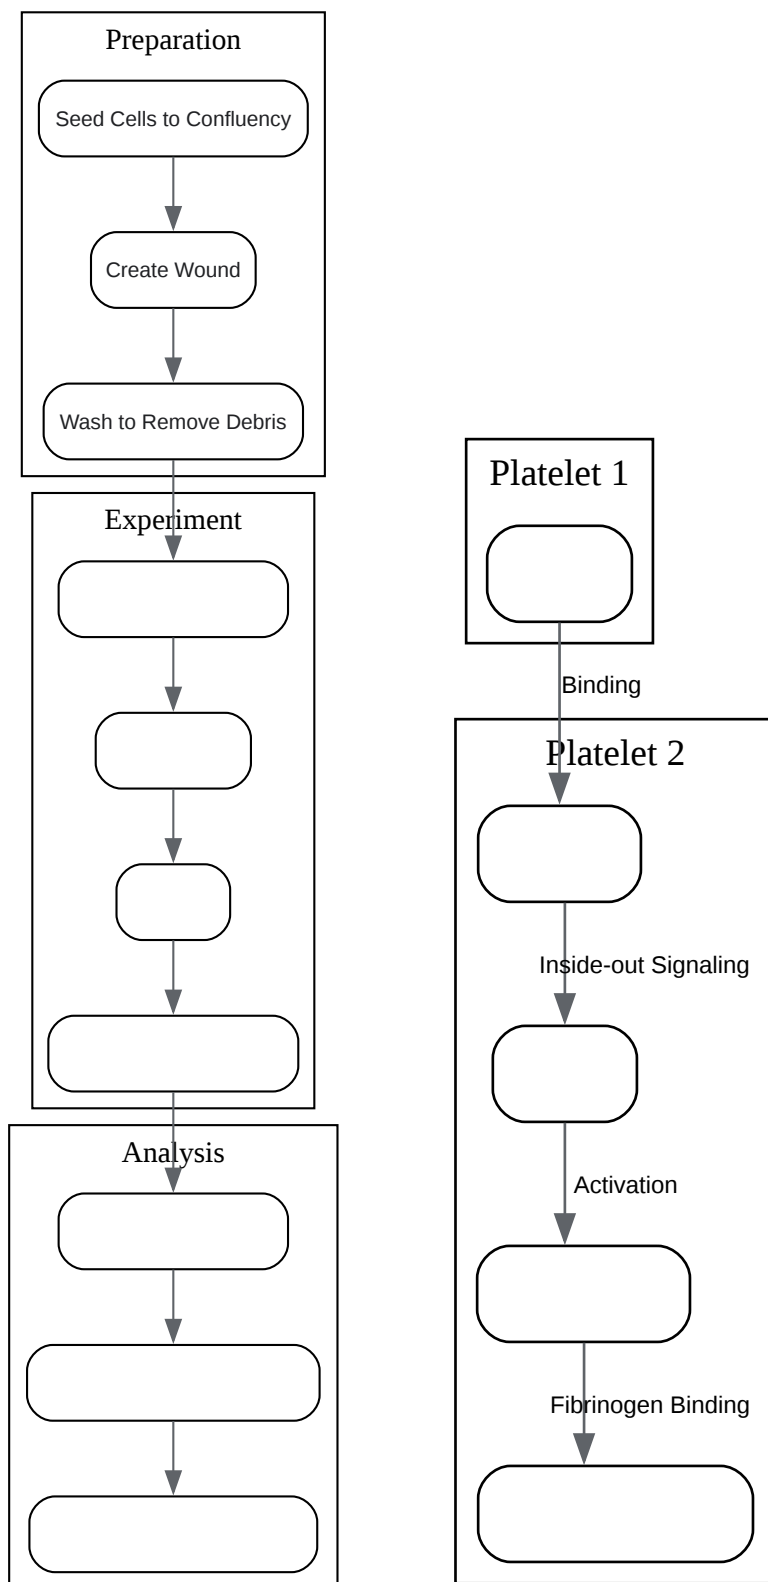 Preparation
Seed Cells to Confluency
Create Wound
Wash to Remove Debris
Experiment
Analysis
Platelet 1
Binding
Platelet 2
Inside-out Signaling
Activation
Fibrinogen Binding